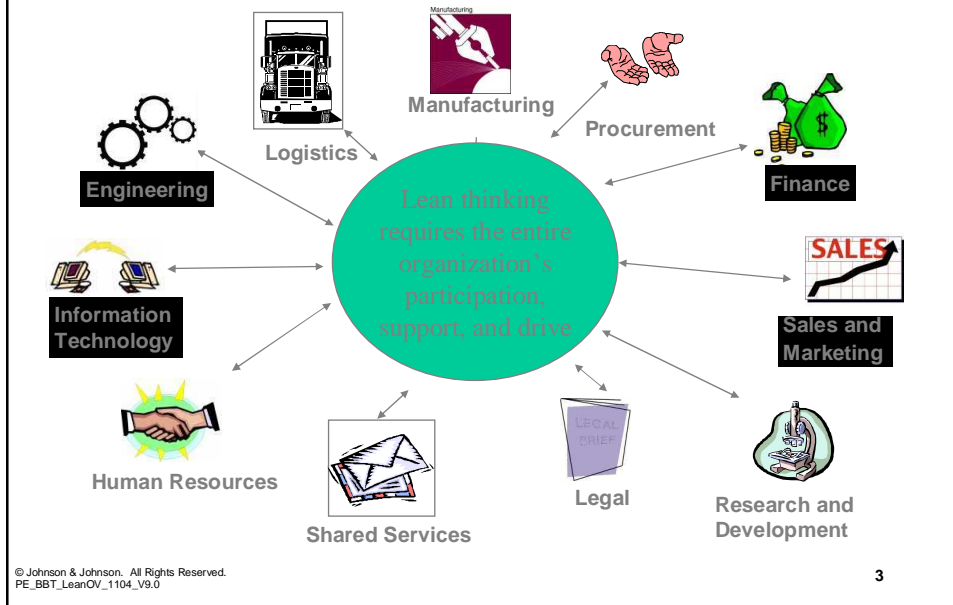 Manufacturing
Manufacturing
Procurement
Logistics
$
Engineering
Finance
Lean thinking
requires the entire
organization's
participation,
support, and drive
SALES
Information
Technology
Sales and
Marketing
LEGAL
BRIEF
Human Resources
Legal
Research and
Development
Shared Services
© Johnson & Johnson. All Rights Reserved.
PE_BBT_LeanOV_1104_V9.0
3